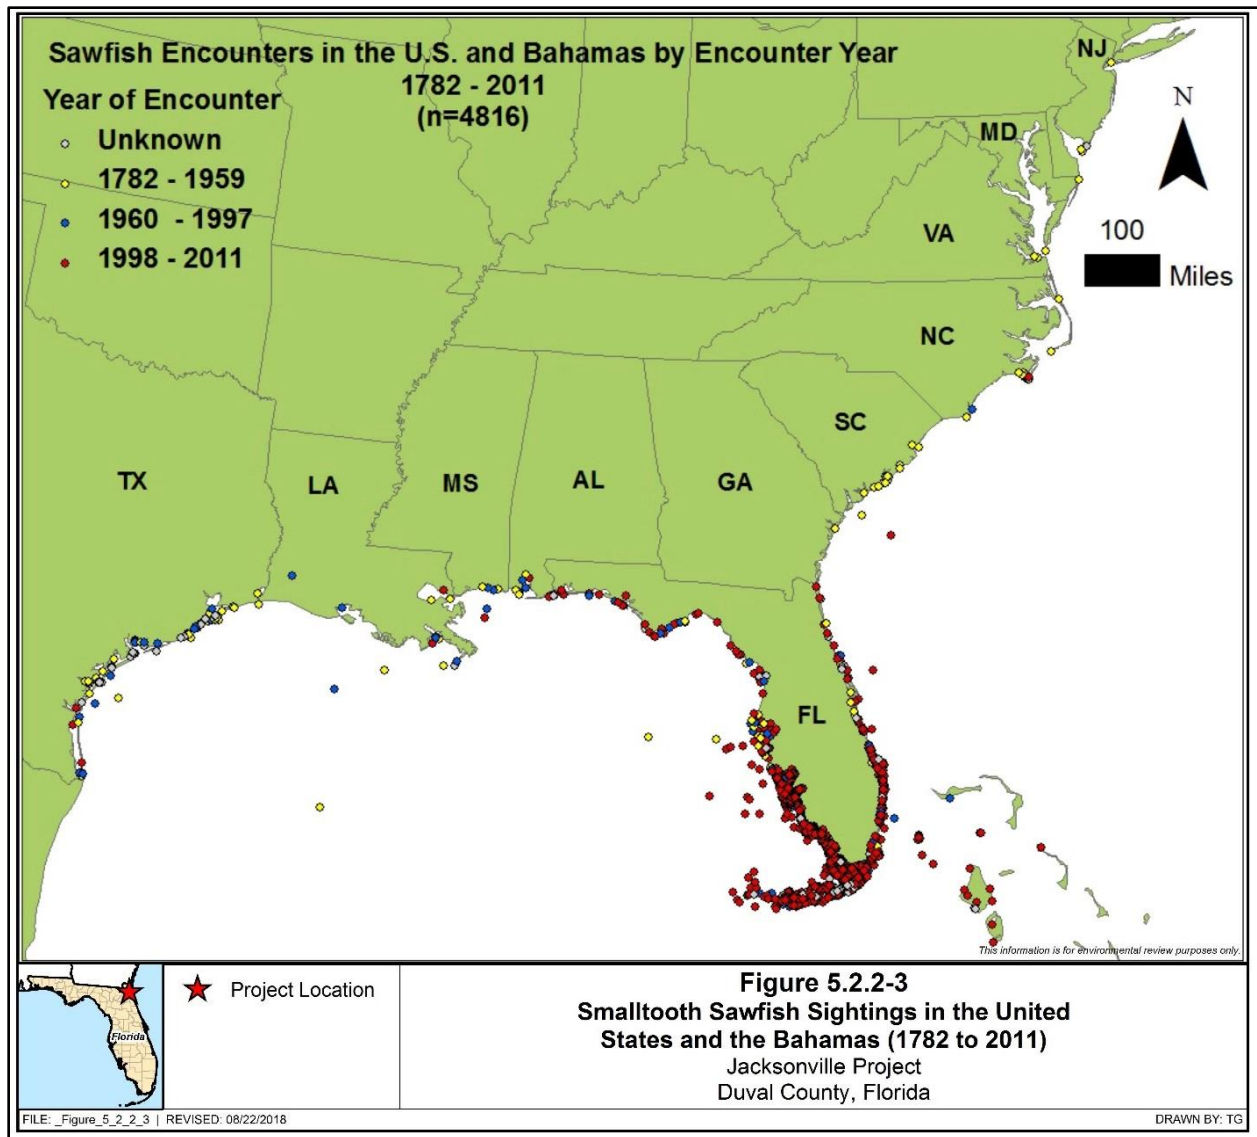 Sawfish Encounters in the U.S. and Bahamas by Encounter Year
1782 - 2011
(n=4816)
Year of Encounter
Unknown
1782 - 1959
1960 - 1997
1998 - 2011
NJ
N
MD
VA
100
Miles
NC
SC
TX
LA
MS
AL
GA
FL
This information is for environmental review purposes only.
Florida
Project Location
Figure 5.2.2-3
Smalltooth Sawfish Sightings in the United
States and the Bahamas (1782 to 2011)
Jacksonville Project
Duval County, Florida
FILE: _Figure_5_2_2_3 | REVISED: 08/22/2018
DRAWN BY: TG